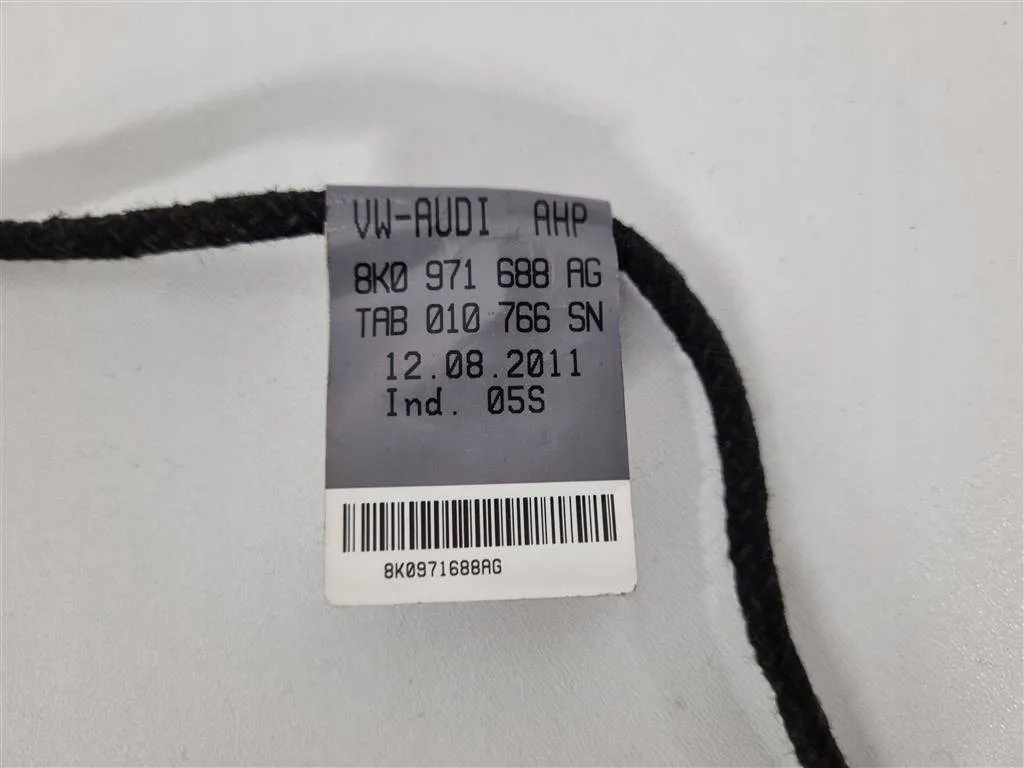 VW-AUDI AHP
8K0 971 688 AG
TAB 010 766 SN
12.08.2011
Ind. 05S
8K0971688AG